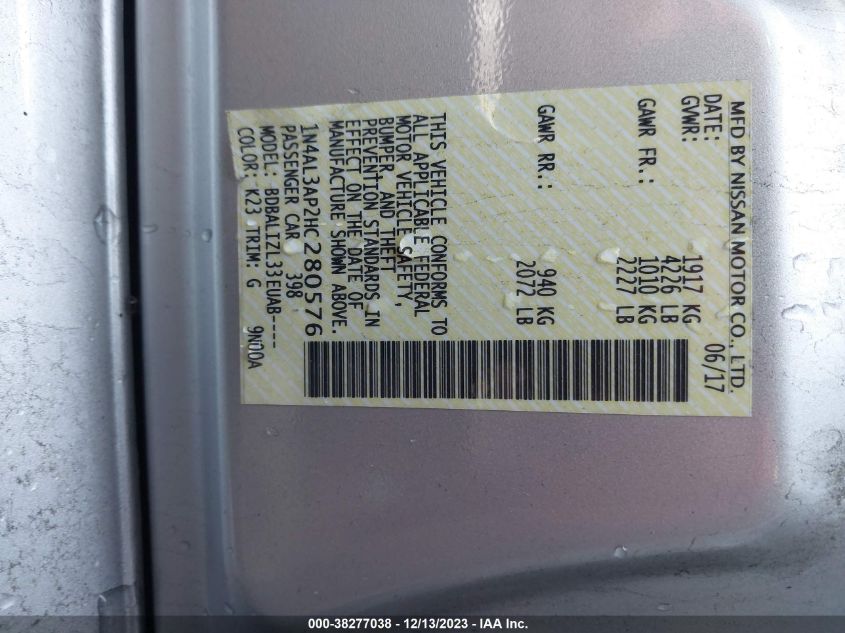 MFD BY NISSAN MOTOR CO., LTD.
DATE: 06/17
GVWR: 1917 KG
4226 LB
GAWR FR.: 1010 KG
2227 LB
GAWR RR.: 940 KG
2072 LB
THIS VEHICLE CONFORMS TO
ALL APPLICABLE FEDERAL
MOTOR VEHICLE SAFETY,
BUMPER, AND THEFT
PREVENTION STANDARDS IN
EFFECT ON THE DATE OF
MANUFACTURE SHOWN ABOVE.
1N4AL3AP2HC280576
PASSENGER CAR 398
MODEL: BDBALIZL33EUAB----
COLOR: K23 TRIM: G 9N00A
000-38277038 - 12/13/2023 - IAA Inc.